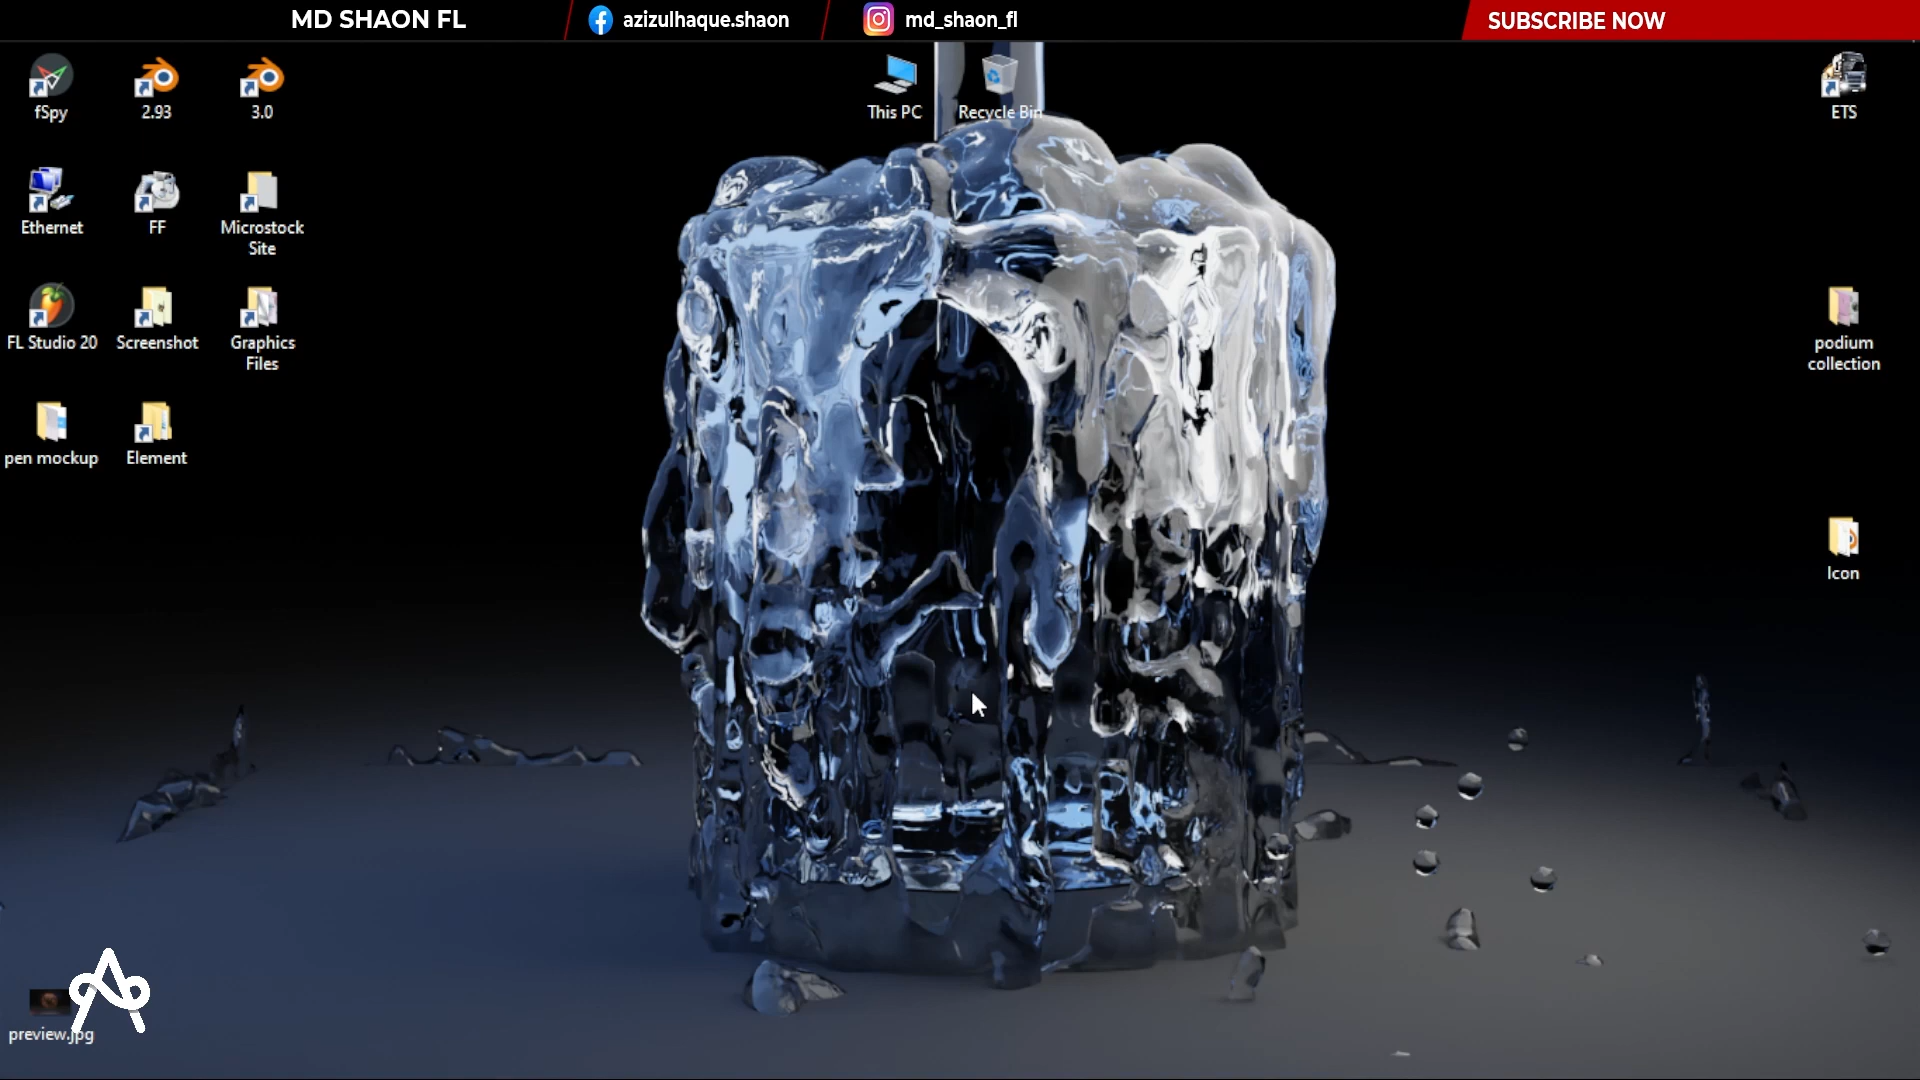 MD SHAON FL
azizulhaque.shaon
md_shaon_fl
SUBSCRIBE NOW
fSpy
2.93
3.0
This PC
Recycle Bin
ETS
Ethernet
FF
Microstock
Site
FL Studio 20
Screenshot
Graphics
Files
podium
collection
pen mockup
Element
Icon
preview.jpg